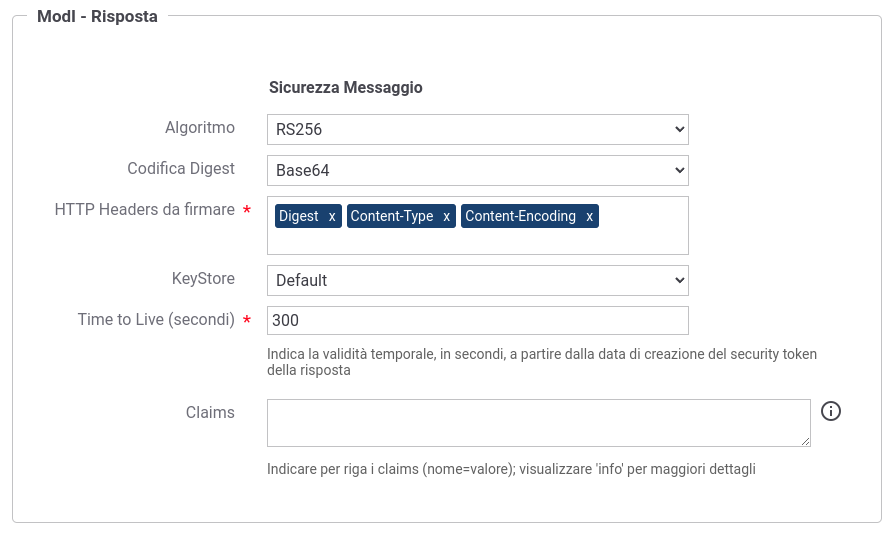 ModI - Risposta
Sicurezza Messaggio
Algoritmo
RS256
Codifica Digest
Base64
HTTP Headers da firmare *
Digest x Content-Type x Content-Encoding x
KeyStore
Default
Time to Live (secondi) *
300
Indica la validità temporale, in secondi, a partire dalla data di creazione del security token
della risposta
Claims
Indicare per riga i claims (nome=valore); visualizzare 'info' per maggiori dettagli